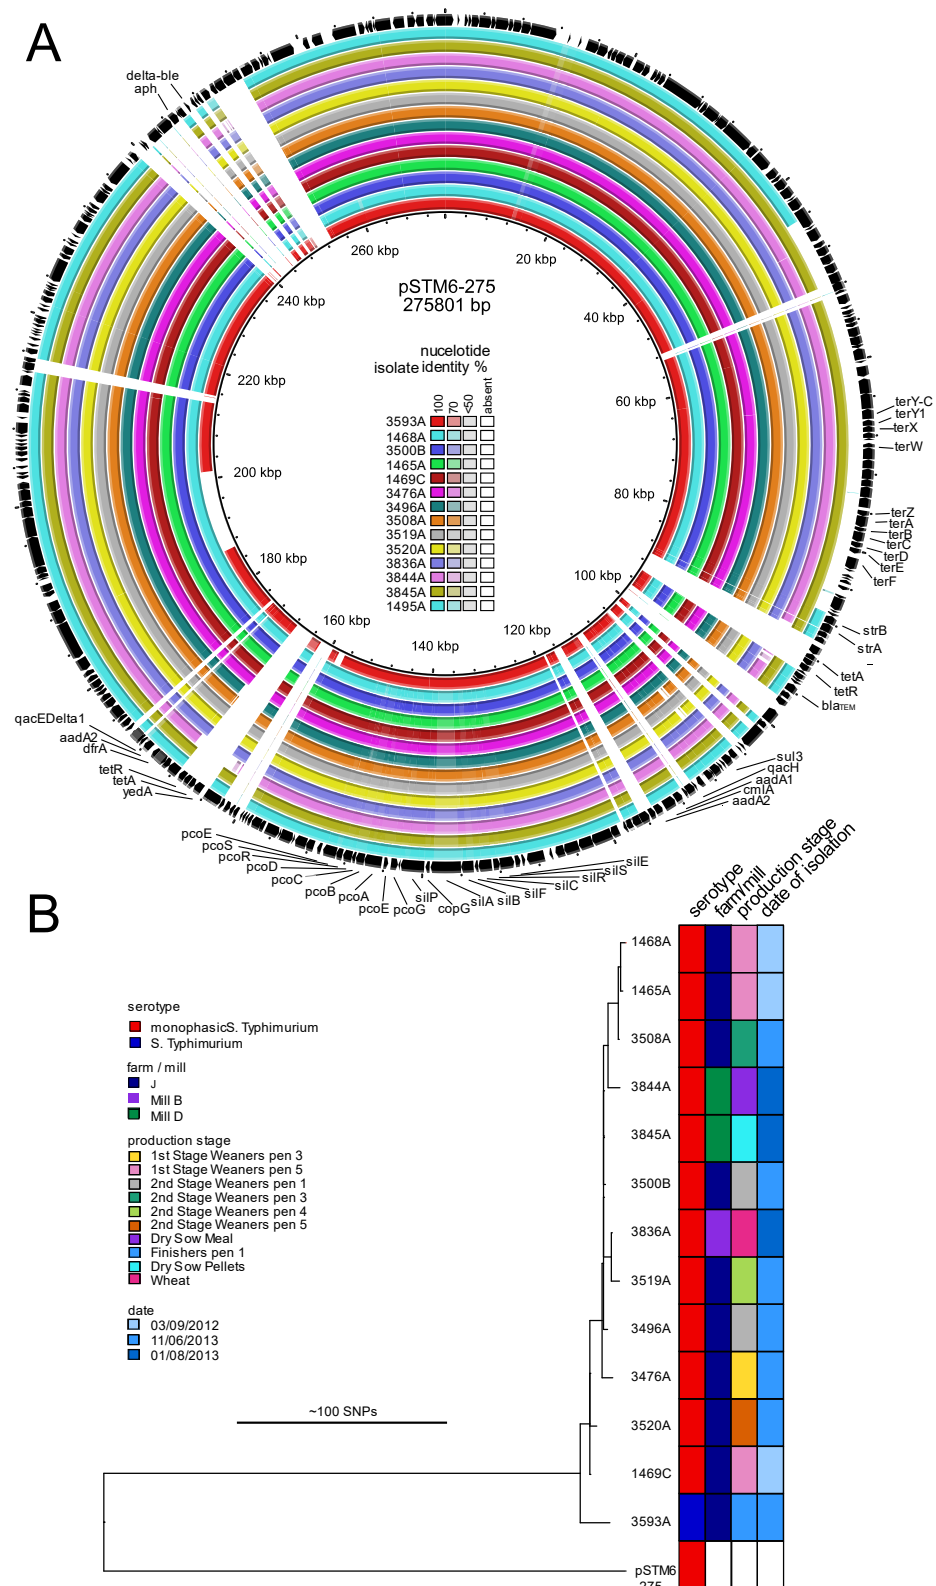 A
delta-ble
aph
260 kbp
20 kbp
240 kbp
40 kbp
pSTM6-275
275801 bp
220 kbp
60 kbp
nucelotide
isolate identity %
100
70
<50
absent
3593A
1468A
3500B
1465A
1469C
3476A
3496A
3508A
3519A
3520A
3836A
3844A
3845A
1495A
200 kbp
80 kbp
180 kbp
100 kbp
160 kbp
120 kbp
140 kbp
terY-C
terY1
terX
terW
terZ
terA
terB
terC
terD
terE
terF
strB
strA
tetA
tetR
blaTEM
sul3
qacH
aadA1
cmlA
aadA2
qacEDelta1
aadA2
dfrA
tetR
tetA
yedA
pcoE
pcoS
pcoR
pcoD
pcoC
pcoB
pcoA
pcoE
pcoG
silP
copG
silA
silB
silF
silC
silR
silS
silE
B
serotype
farm/mill
production stage
date of isolation
1468A
1465A
3508A
3844A
3845A
3500B
3836A
3519A
3496A
3476A
3520A
1469C
3593A
pSTM6
275
serotype
monophasicS. Typhimurium
S. Typhimurium
farm / mill
J
Mill B
Mill D
production stage
1st Stage Weaners pen 3
1st Stage Weaners pen 5
2nd Stage Weaners pen 1
2nd Stage Weaners pen 3
2nd Stage Weaners pen 4
2nd Stage Weaners pen 5
Dry Sow Meal
Finishers pen 1
Dry Sow Pellets
Wheat
date
03/09/2012
11/06/2013
01/08/2013
~100 SNPs